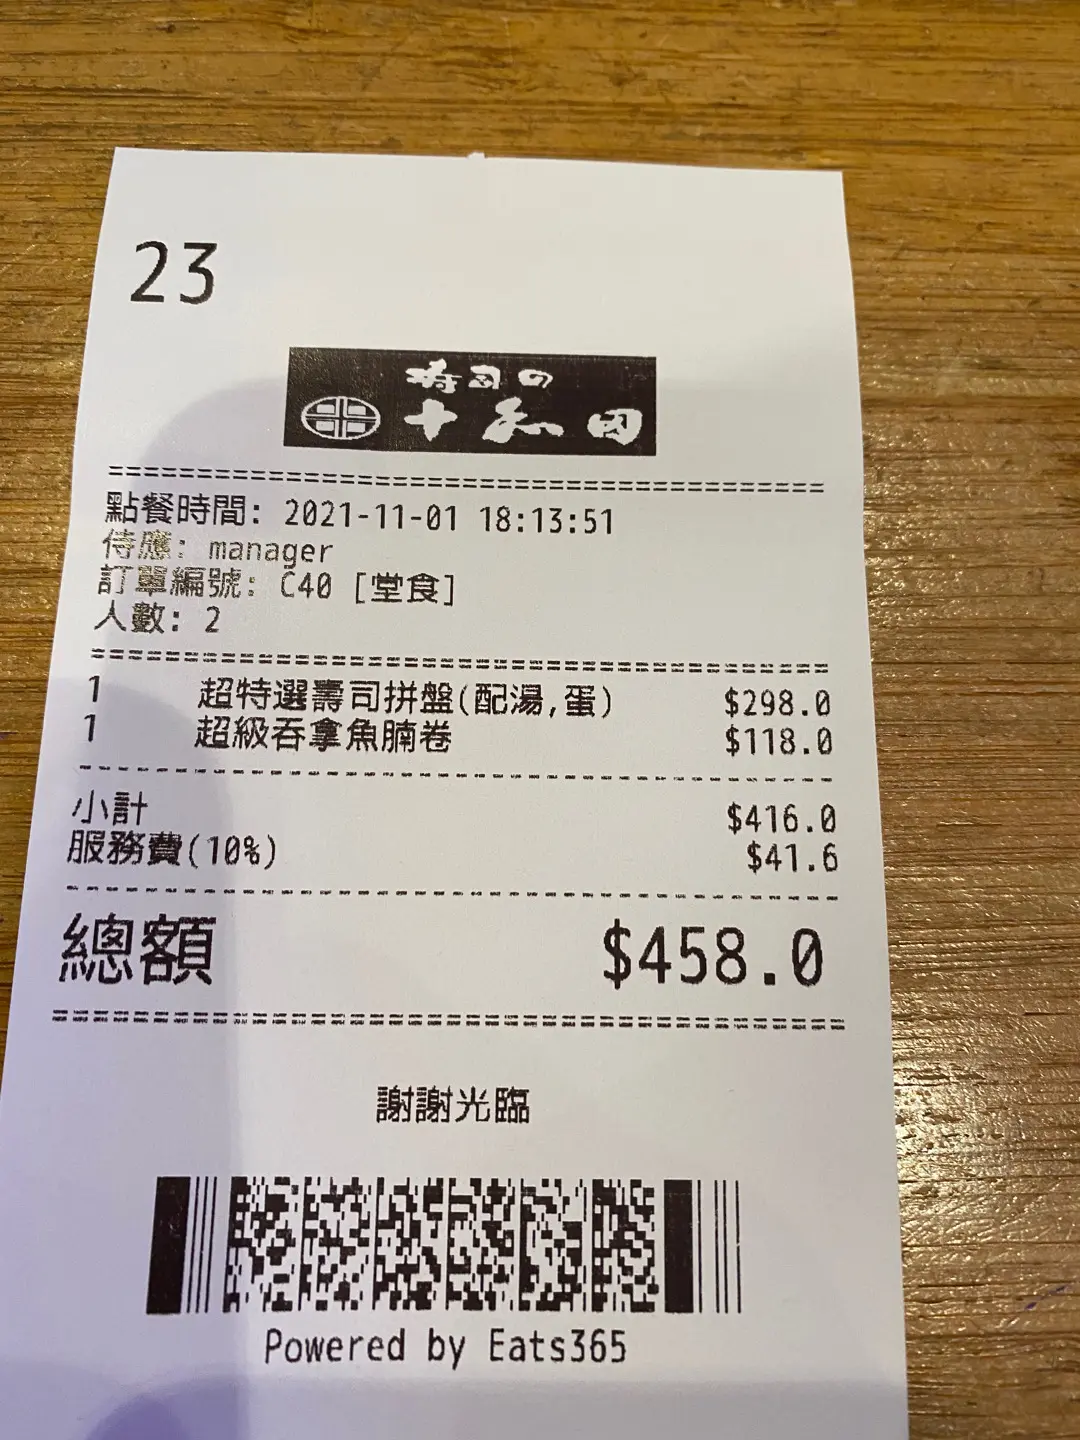 23
寿司の
十和田
==========================================
點餐時間: 2021-11-01 18:13:51
侍應: manager
訂單編號: C40 [堂食]
人數: 2
==========================================
1 超特選壽司拼盤(配湯,蛋) $298.0
1 超級吞拿魚腩卷 $118.0
------------------------------------------
小計 $416.0
服務費(10%) $41.6
------------------------------------------
總額 $458.0
==========================================
謝謝光臨
Powered by Eats365